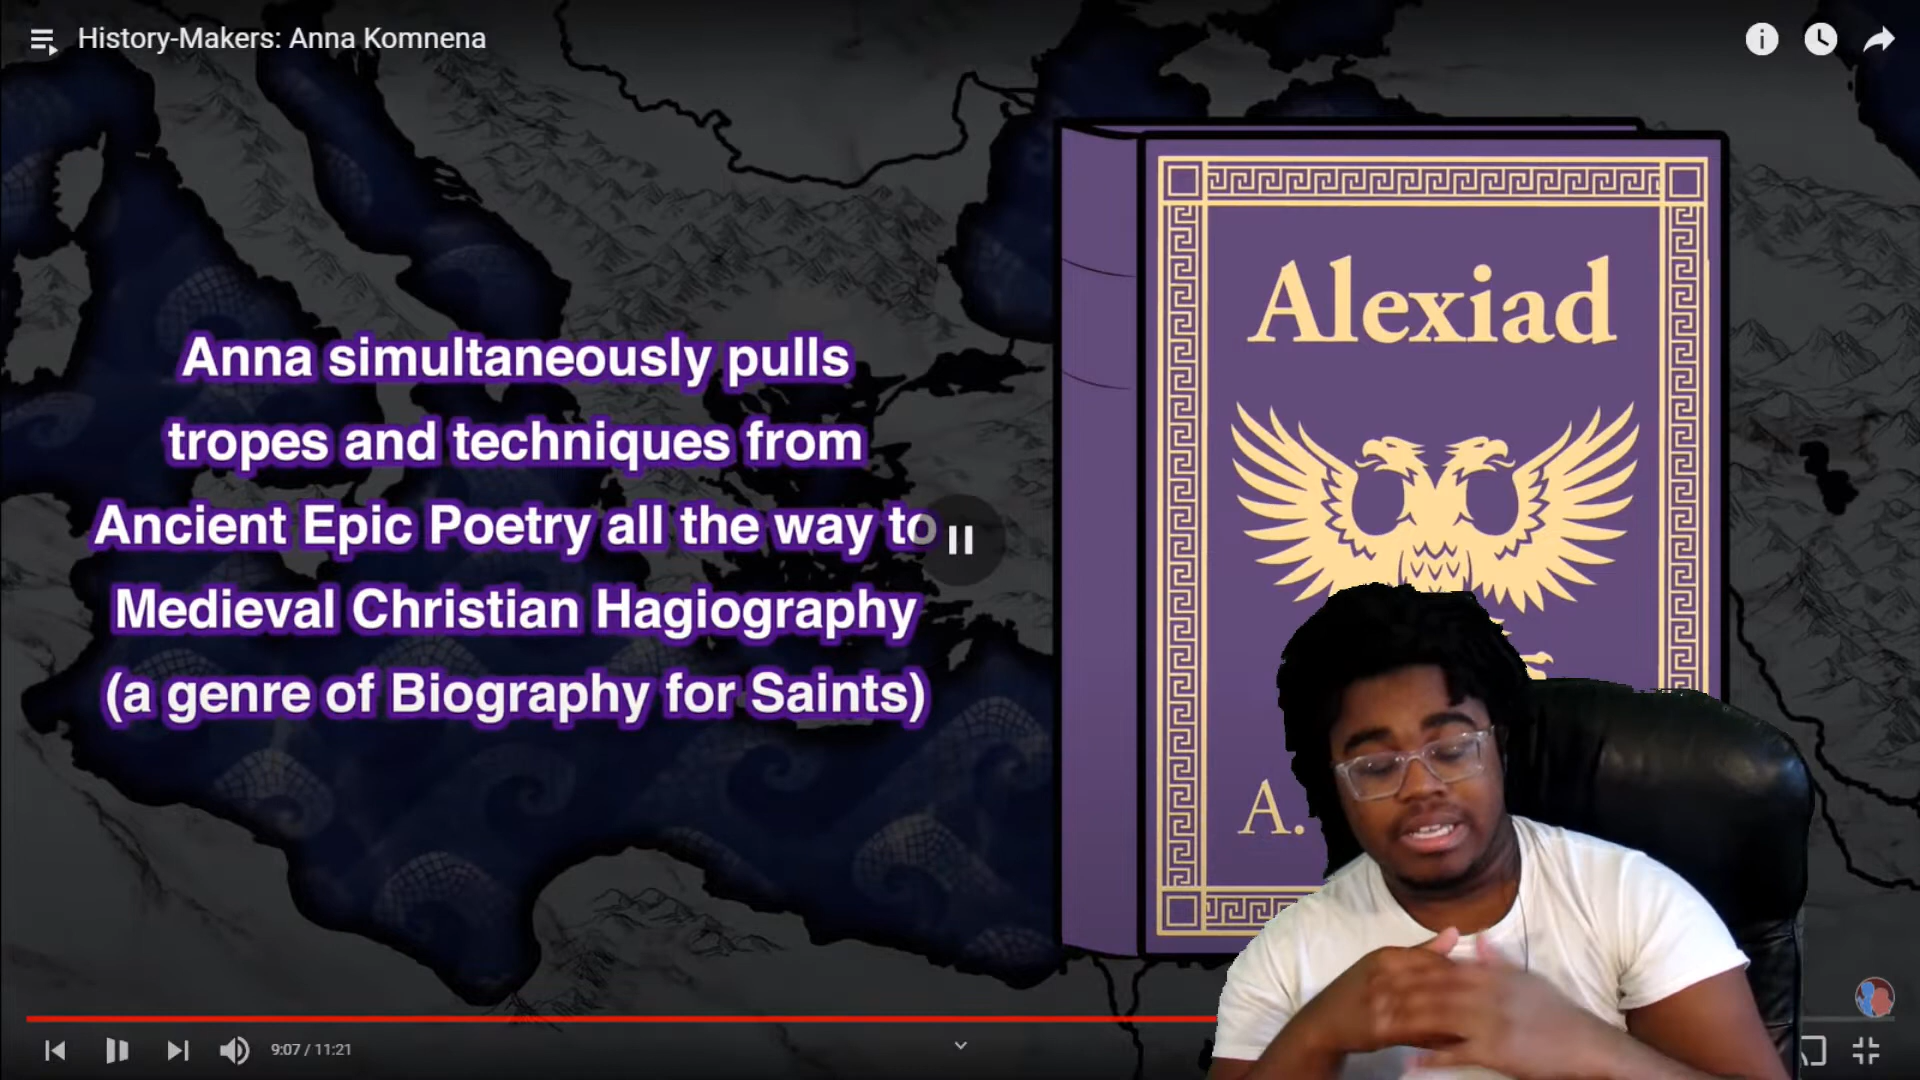 History-Makers: Anna Komnena
Alexiad
Anna simultaneously pulls
tropes and techniques from
Ancient Epic Poetry all the way to
Medieval Christian Hagiography
(a genre of Biography for Saints)
A.
9:07 / 11:21